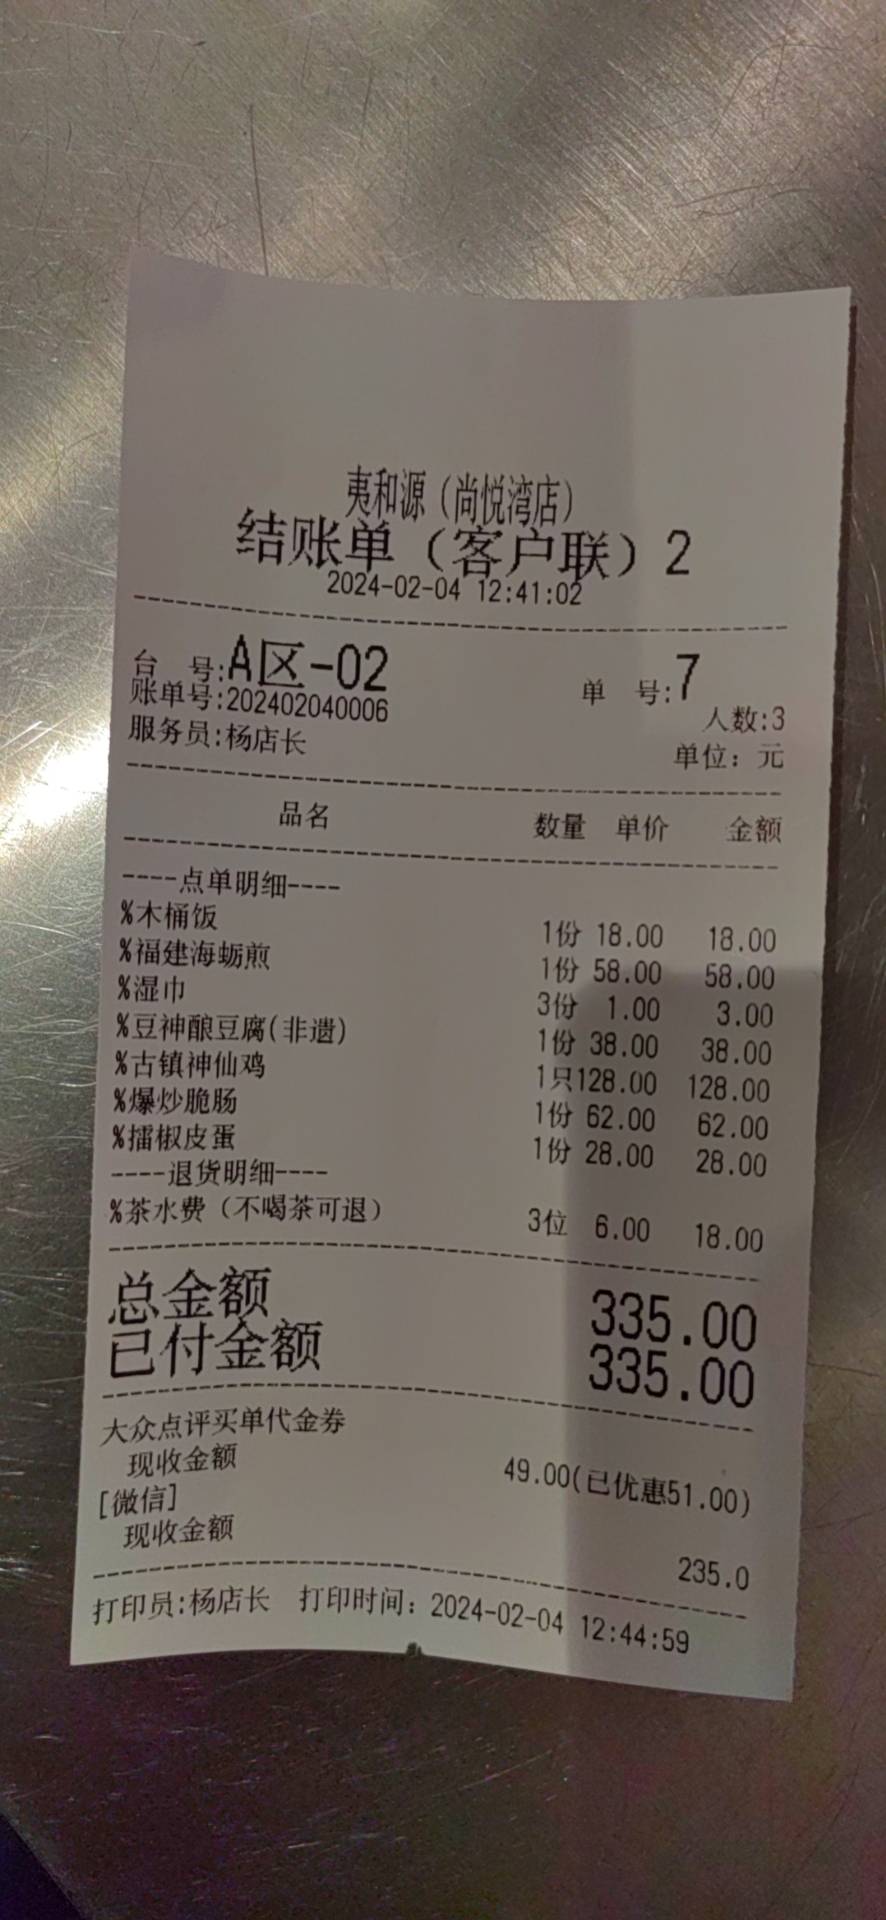 夷和源（尚悦湾店）
结账单（客户联）2
2024-02-04 12:41:02
台 号:A区-02 单 号:7
账单号:202402040006 人数:3
服务员:杨店长 单位：元
品名 数量 单价 金额
----点单明细----
%木桶饭 1份 18.00 18.00
%福建海蛎煎 1份 58.00 58.00
%湿巾 3份 1.00 3.00
%豆神酿豆腐(非遗) 1份 38.00 38.00
%古镇神仙鸡 1只128.00 128.00
%爆炒脆肠 1份 62.00 62.00
%擂椒皮蛋 1份 28.00 28.00
----退货明细----
%茶水费（不喝茶可退） 3位 6.00 18.00
总金额 335.00
已付金额 335.00
大众点评买单代金券
现收金额 49.00(已优惠51.00)
[微信]
现收金额 235.0
打印员:杨店长 打印时间：2024-02-04 12:44:59